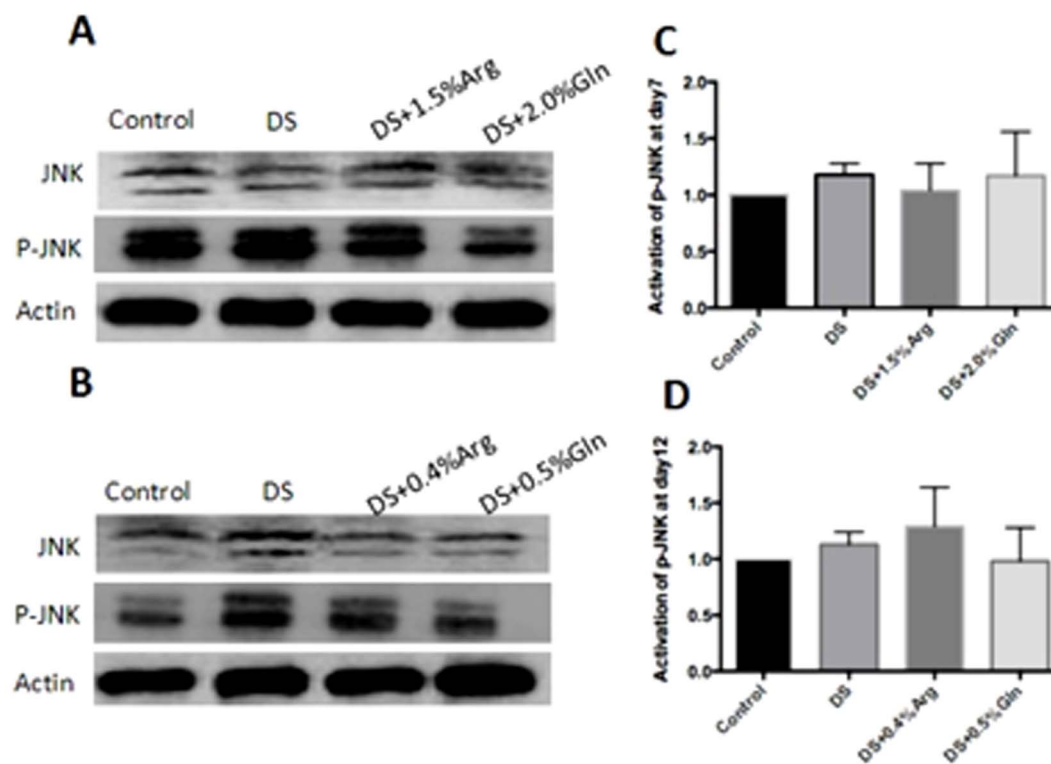 A
Control DS DS+1.5%Arg DS+2.0%Gln
JNK
P-JNK
Actin
B
Control DS DS+0.4%Arg DS+0.5%Gln
JNK
P-JNK
Actin
C
Activation of p-JNK at day7
2.0
1.5
1.0
0.5
0.0
Control DS DS+1.5%Arg DS+2.0%Gln
D
Activation of p-JNK at day12
2.0
1.5
1.0
0.5
0.0
Control DS DS+0.4%Arg DS+0.5%Gln